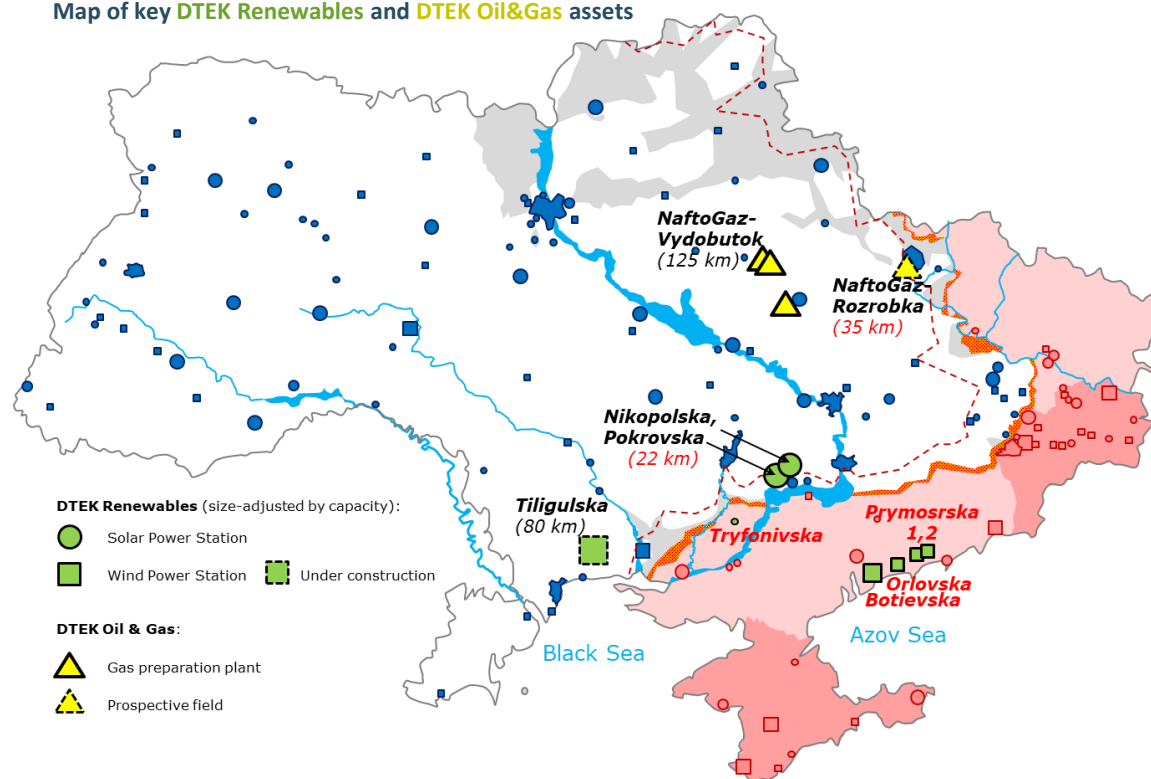 Map of key DTEK Renewables and DTEK Oil&Gas assets
NaftoGaz-
Vydobutok
(125 km)
NaftoGaz-
Rozrobka
(35 km)
Nikopolska,
Pokrovska
(22 km)
Tiligulska
(80 km)
Tryfonivska
Prymosrska
1,2
Orlovska
Botievska
Black Sea
Azov Sea
DTEK Renewables (size-adjusted by capacity):
Solar Power Station
Wind Power Station
Under construction
DTEK Oil & Gas:
Gas preparation plant
Prospective field